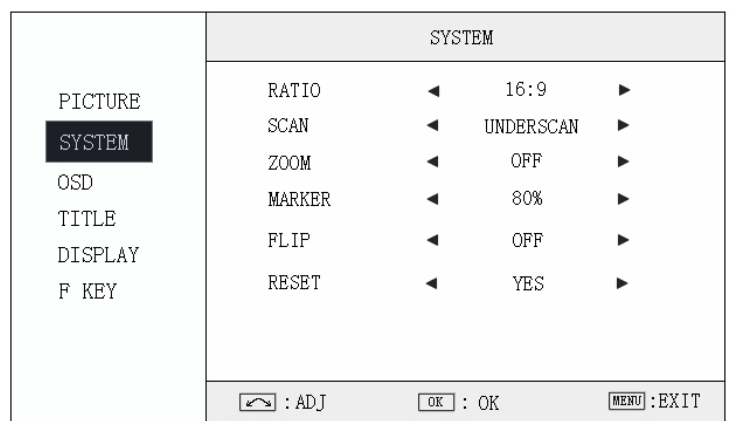 SYSTEM
PICTURE
SYSTEM
OSD
TITLE
DISPLAY
F KEY
RATIO ◀ 16:9 ▶
SCAN ◀ UNDERSCAN ▶
ZOOM ◀ OFF ▶
MARKER ◀ 80% ▶
FLIP ◀ OFF ▶
RESET ◀ YES ▶
:ADJ OK : OK MENU :EXIT